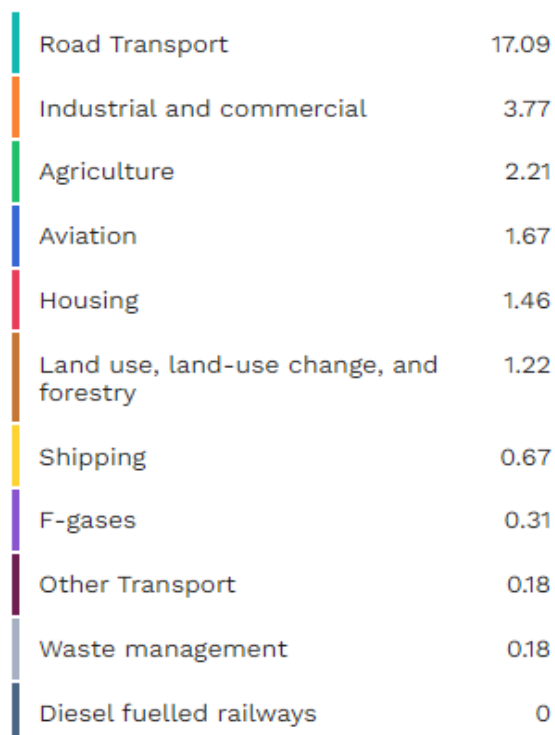 Road Transport 17.09
Industrial and commercial 3.77
Agriculture 2.21
Aviation 1.67
Housing 1.46
Land use, land-use change, and 1.22
forestry
Shipping 0.67
F-gases 0.31
Other Transport 0.18
Waste management 0.18
Diesel fuelled railways 0